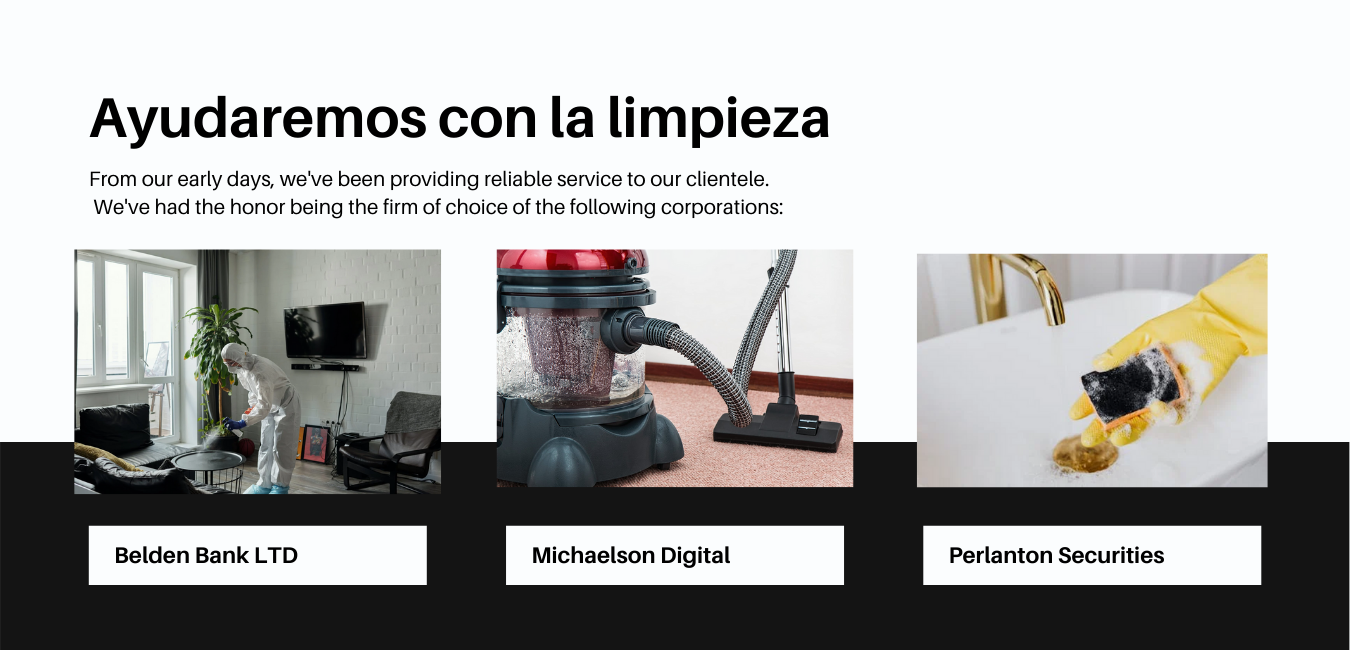 Ayudaremos con la limpieza
From our early days, we've been providing reliable service to our clientele.
We've had the honor being the firm of choice of the following corporations:
Belden Bank LTD
Michaelson Digital
Perlanton Securities